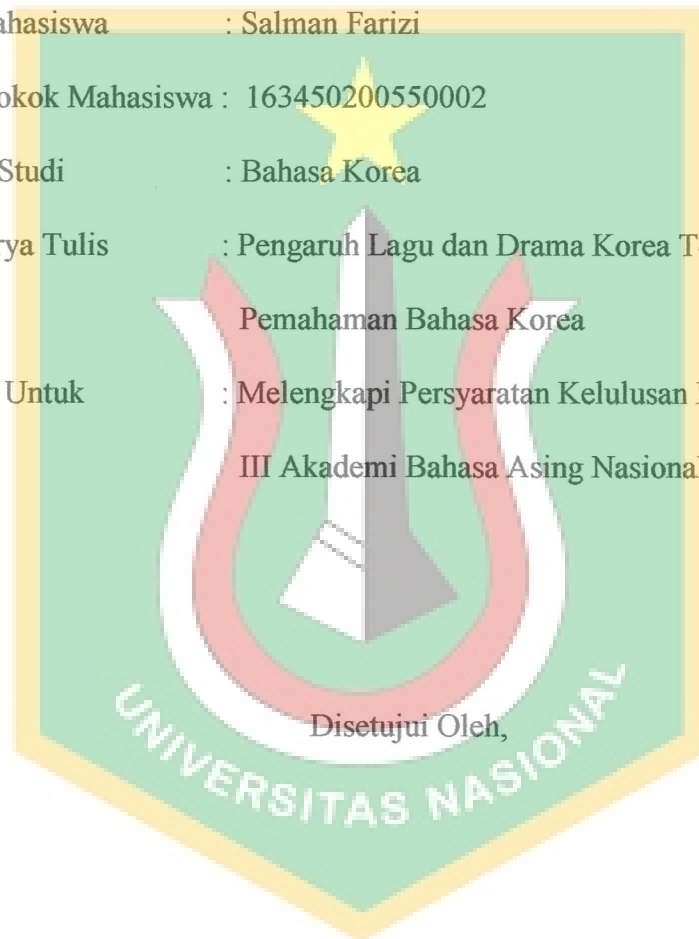 ahasiswa : Salman Farizi
okok Mahasiswa : 163450200550002
Studi : Bahasa Korea
rya Tulis : Pengaruh Lagu dan Drama Korea T
Pemahaman Bahasa Korea
Untuk : Melengkapi Persyaratan Kelulusan
III Akademi Bahasa Asing Nasional
Disetujui Oleh,
UNIVERSITAS NASIONAL